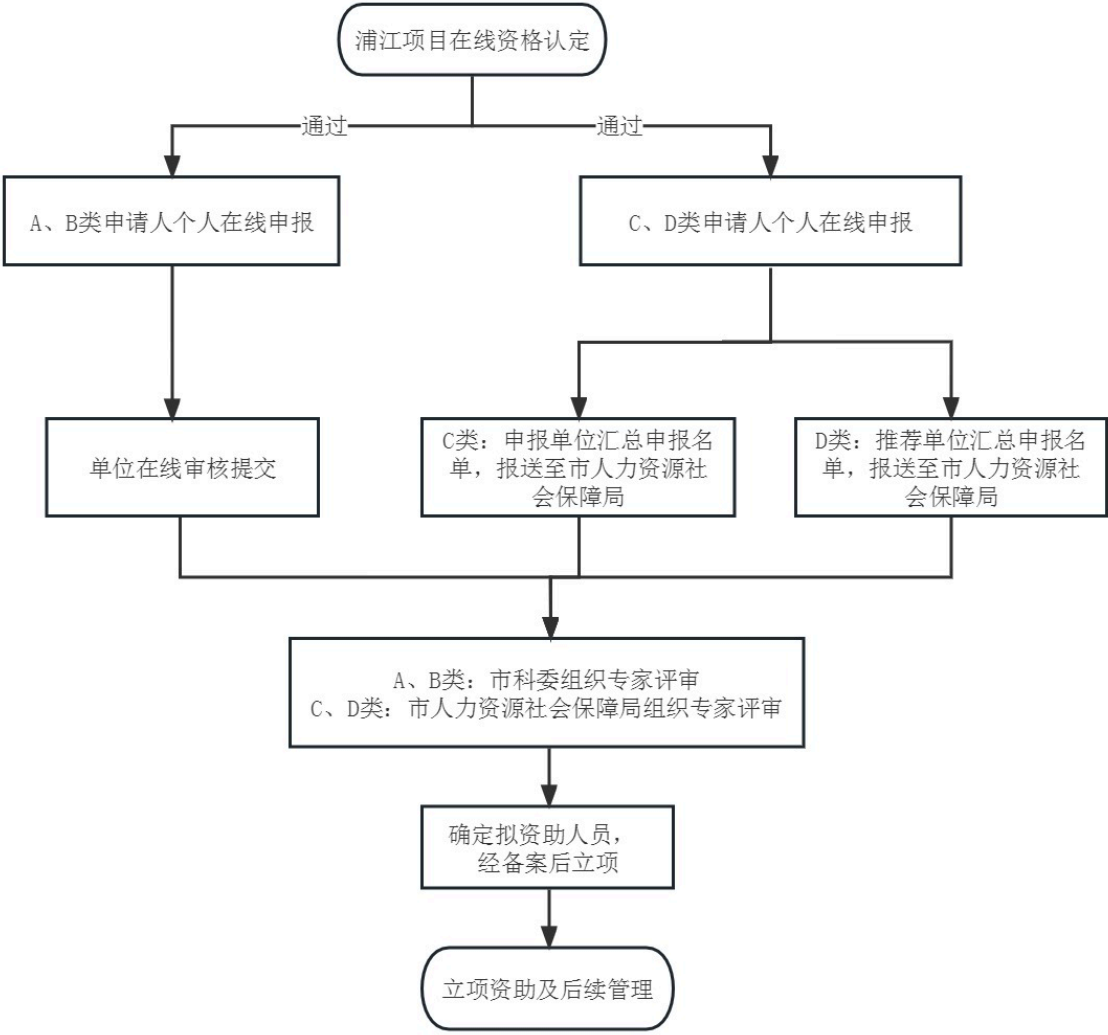 浦江项目在线资格认定
通过
通过
A、B类申请人个人在线申报
C、D类申请人个人在线申报
单位在线审核提交
C类：申报单位汇总申报名
单，报送至市人力资源社
会保障局
D类：推荐单位汇总申报名
单，报送至市人力资源社
会保障局
A、B类：市科委组织专家评审
C、D类：市人力资源社会保障局组织专家评审
确定拟资助人员，
经备案后立项
立项资助及后续管理